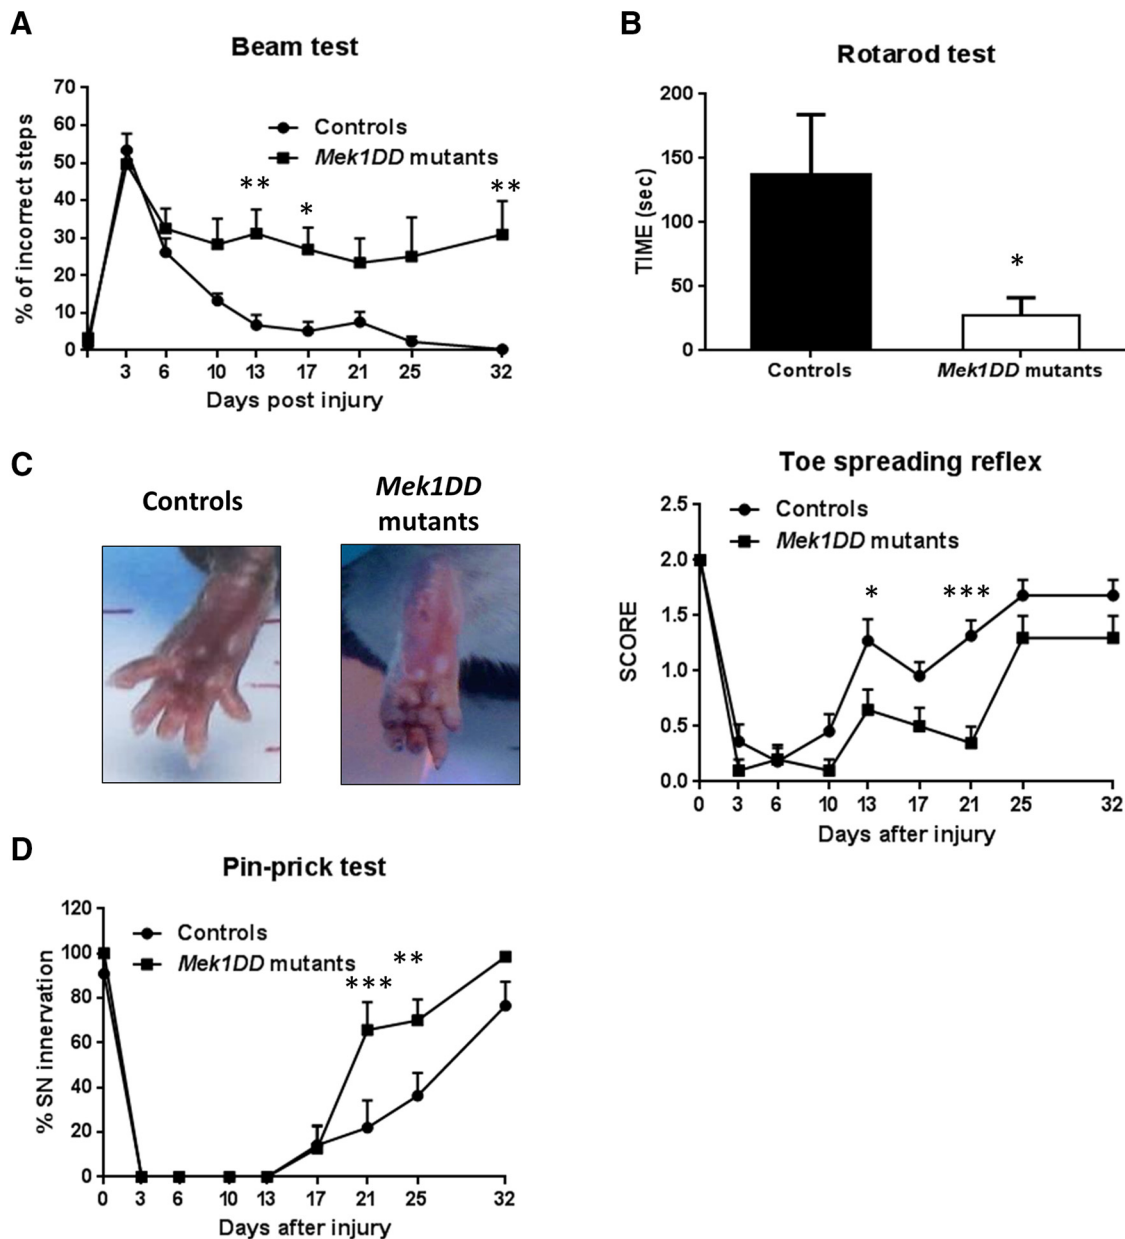 A
Beam test
70
60
50
40
30
20
10
0
% of incorrect steps
Controls
Mek1DD mutants
**
*
**
3 6 10 13 17 21 25 32
Days post injury
B
Rotarod test
200
150
100
50
0
TIME (sec)
*
Controls Mek1DD mutants
C
Controls
Mek1DD
mutants
Toe spreading reflex
2.5
2.0
1.5
1.0
0.5
0.0
SCORE
Controls
Mek1DD mutants
* ***
0 3 6 10 13 17 21 25 32
Days after injury
D
Pin-prick test
120
100
80
60
40
20
0
% SN innervation
Controls
Mek1DD mutants
**
***
0 3 6 10 13 17 21 25 32
Days after injury